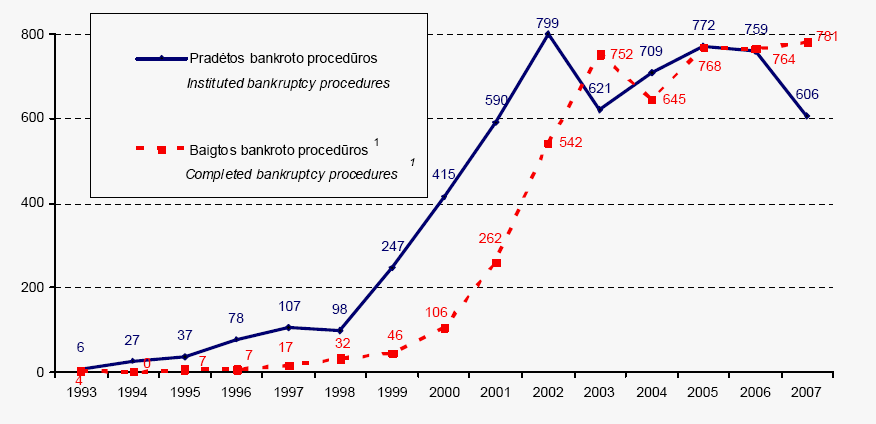 800
600
400
200
0
Pradėtos bankroto procedūros
Instituted bankruptcy procedures
Baigtos bankroto procedūros 1
Completed bankruptcy procedures 1
6 27 37 78 107 98 247 415 590 799 621 709 772 759 606
4 0 7 7 17 32 46 106 262 542 752 645 768 764 781
1993 1994 1995 1996 1997 1998 1999 2000 2001 2002 2003 2004 2005 2006 2007